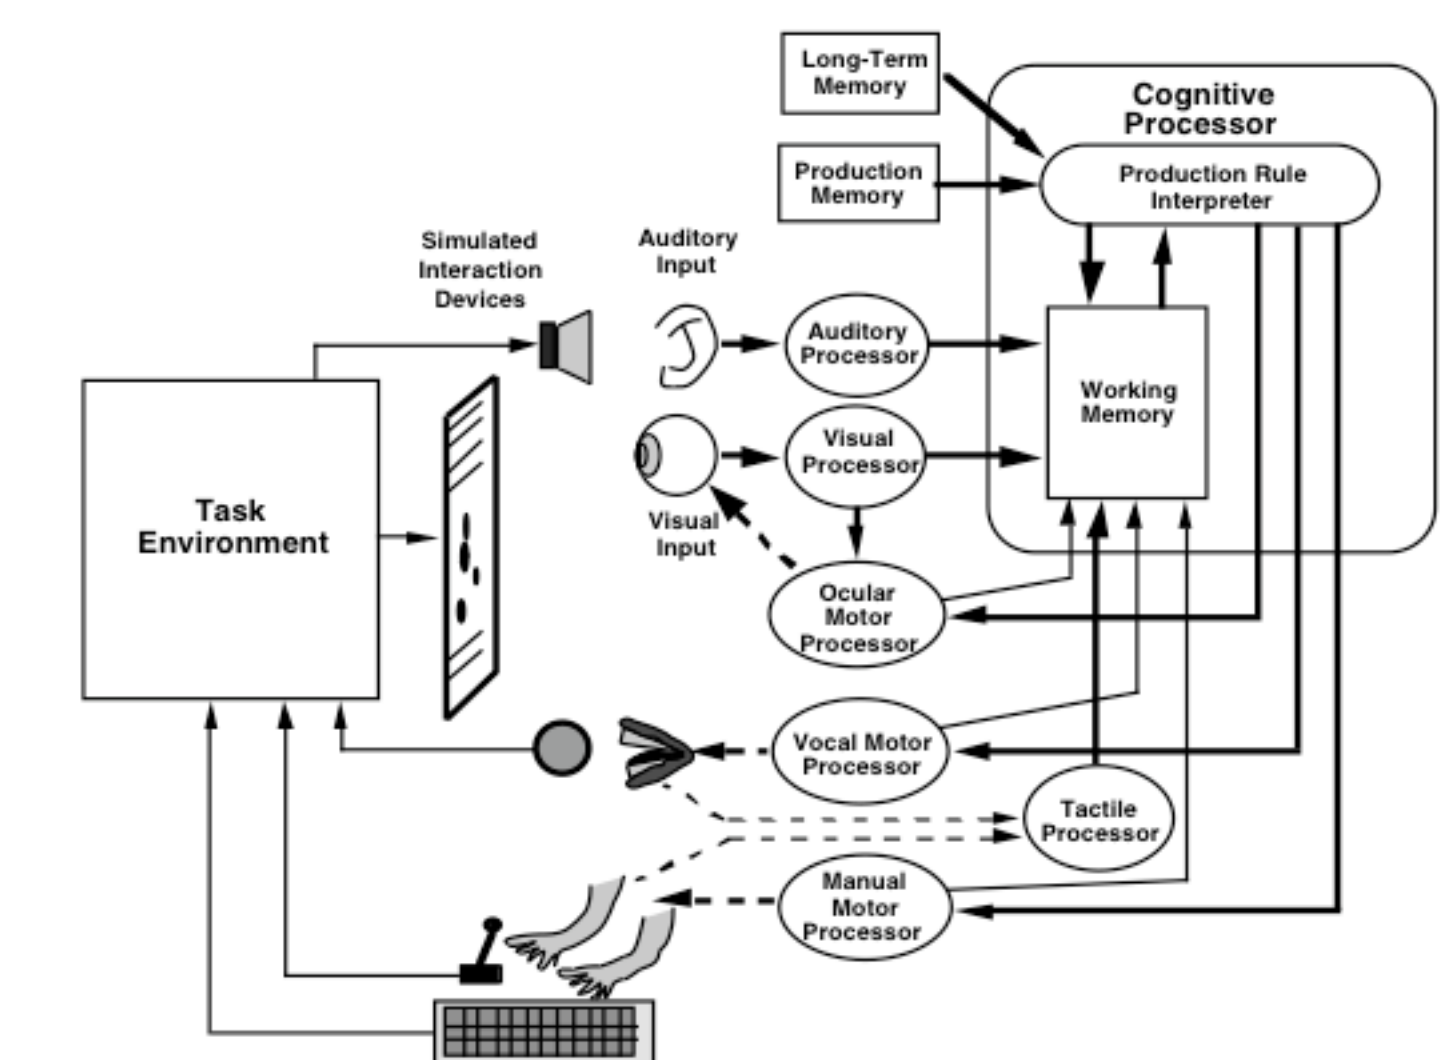 Long-Term
Memory
Cognitive
Processor
Production
Memory
Production Rule
Interpreter
Simulated
Interaction
Devices
Auditory
Input
Auditory
Processor
Working
Memory
Visual
Processor
Visual
Input
Task
Environment
Ocular
Motor
Processor
Vocal Motor
Processor
Tactile
Processor
Manual
Motor
Processor